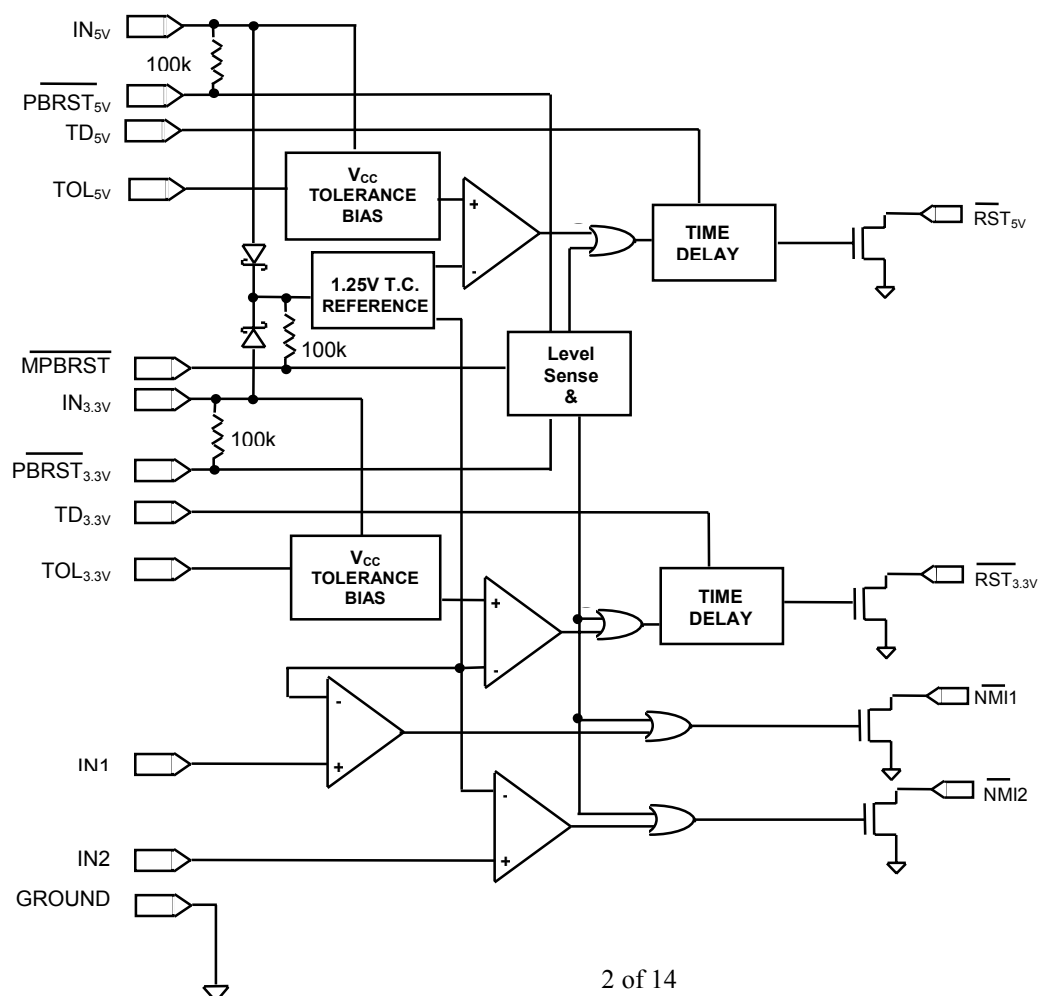 IN5V
100k
PBRST5V
TD5V
TOL5V
VCC
TOLERANCE
BIAS
+
-
TIME
DELAY
RST5V
1.25V T.C.
REFERENCE
100k
MPBRST
Level
Sense
&
IN3.3V
100k
PBRST3.3V
TD3.3V
TOL3.3V
VCC
TOLERANCE
BIAS
+
-
TIME
DELAY
RST3.3V
-
+
NMI1
IN1
-
+
NMI2
IN2
GROUND
2 of 14